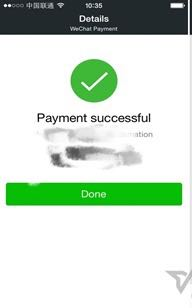 中国联通 10:35
Details
WeChat Payment
Payment successful
Done